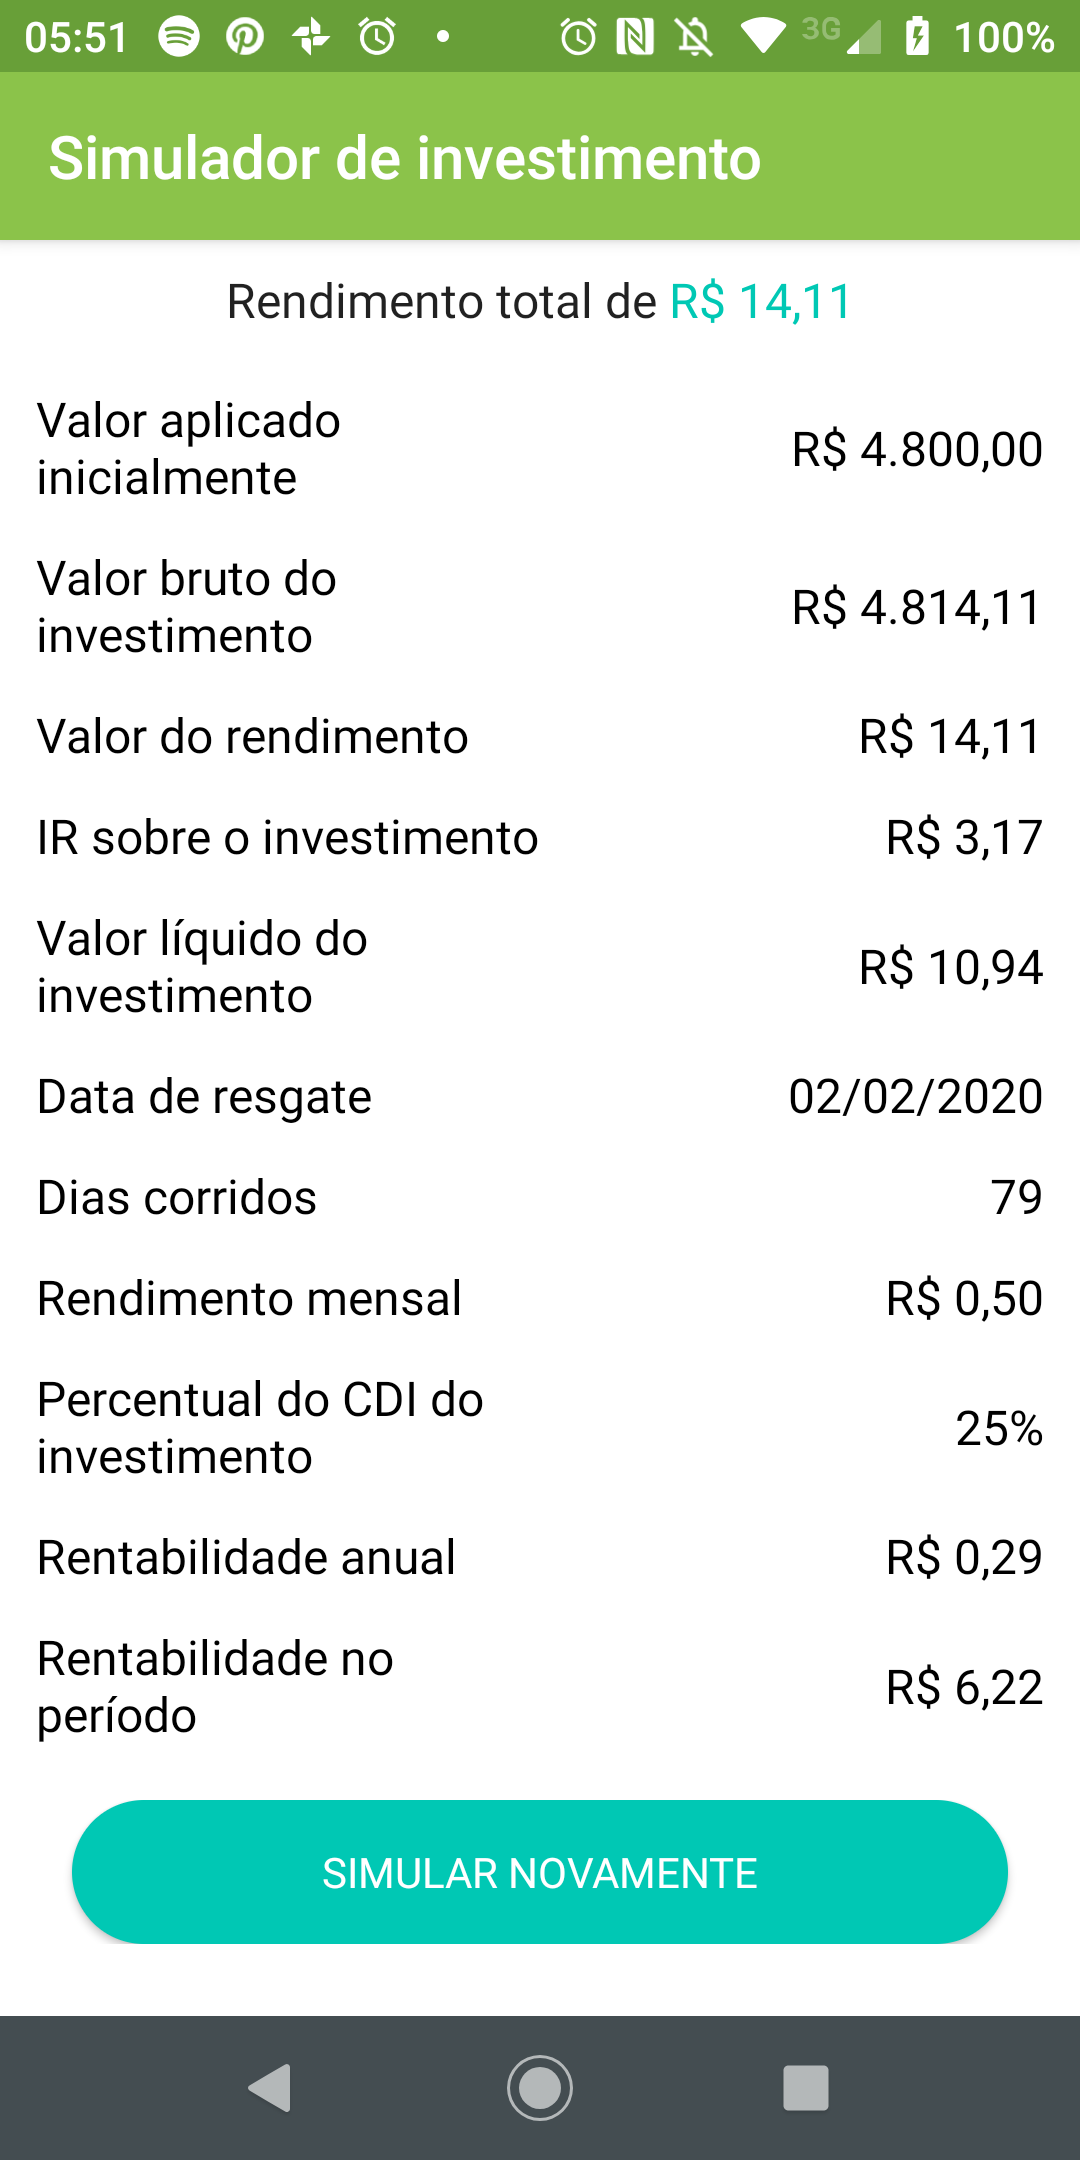 05:51 3G 100%
Simulador de investimento
Rendimento total de R$ 14,11
Valor aplicado
inicialmente
R$ 4.800,00
Valor bruto do
investimento
R$ 4.814,11
Valor do rendimento R$ 14,11
IR sobre o investimento R$ 3,17
Valor líquido do
investimento
R$ 10,94
Data de resgate 02/02/2020
Dias corridos 79
Rendimento mensal R$ 0,50
Percentual do CDI do
investimento
25%
Rentabilidade anual R$ 0,29
Rentabilidade no
período
R$ 6,22
SIMULAR NOVAMENTE